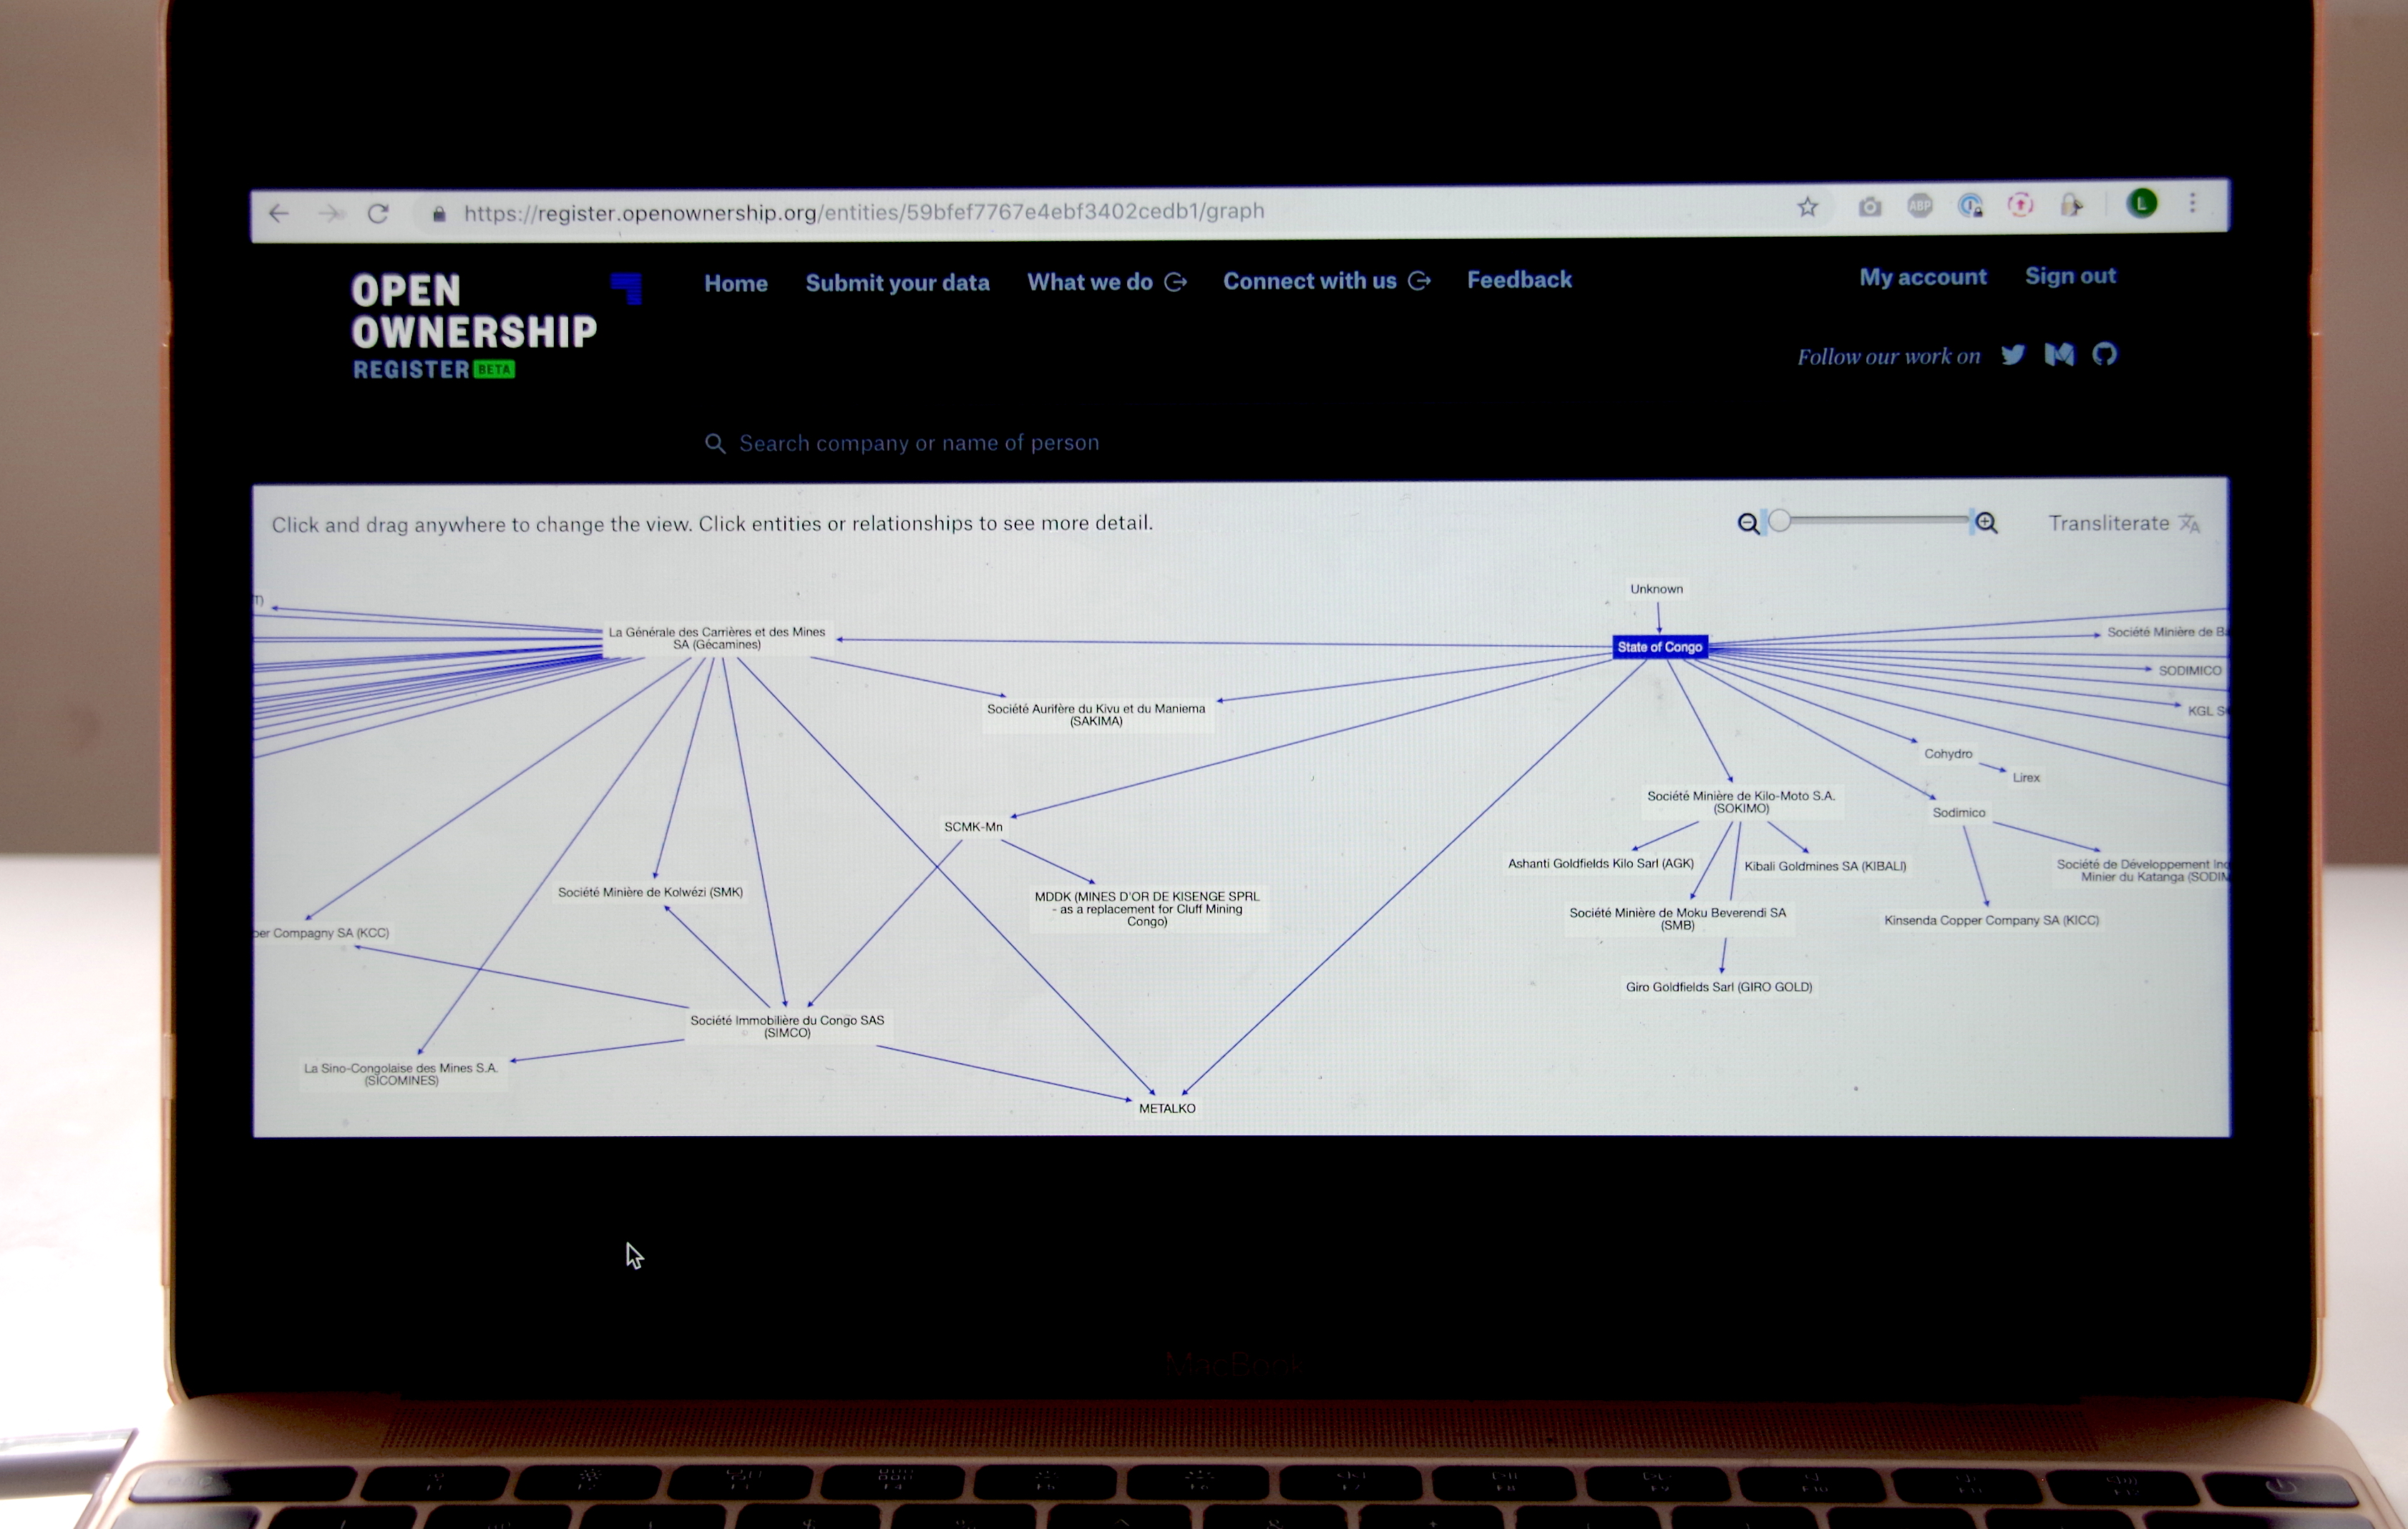 https://register.openownership.org/entities/59bfef7767e4ebf3402cedb1/graph
ABP
L
OPEN
OWNERSHIP
REGISTER BETA
Home Submit your data What we do Connect with us Feedback
My account Sign out
Follow our work on
Search company or name of person
Click and drag anywhere to change the view. Click entities or relationships to see more detail.
Transliterate
Unknown
T)
La Générale des Carrières et des Mines
SA (Gécamines)
State of Congo
Société Minière de
SODIMICO
KGL
Société Aurifère du Kivu et du Maniema
(SAKIMA)
Cohydro
Lirex
Société Minière de Kilo-Moto S.A.
(SOKIMO)
Sodimico
SCMK-Mn
Ashanti Goldfields Kilo Sarl (AGK)
Kibali Goldmines SA (KIBALI)
Société de Développement
Minier du Katanga (SODIM
Société Minière de Kolwézi (SMK)
MDDK (MINES D'OR DE KISENGE SPRL
- as a replacement for Cluff Mining
Congo)
Société Minière de Moku Beverendi SA
(SMB)
Kinsenda Copper Company SA (KICC)
per Compagny SA (KCC)
Giro Goldfields Sarl (GIRO GOLD)
Société Immobilière du Congo SAS
(SIMCO)
La Sino-Congolaise des Mines S.A.
(SICOMINES)
METALKO
MacBook